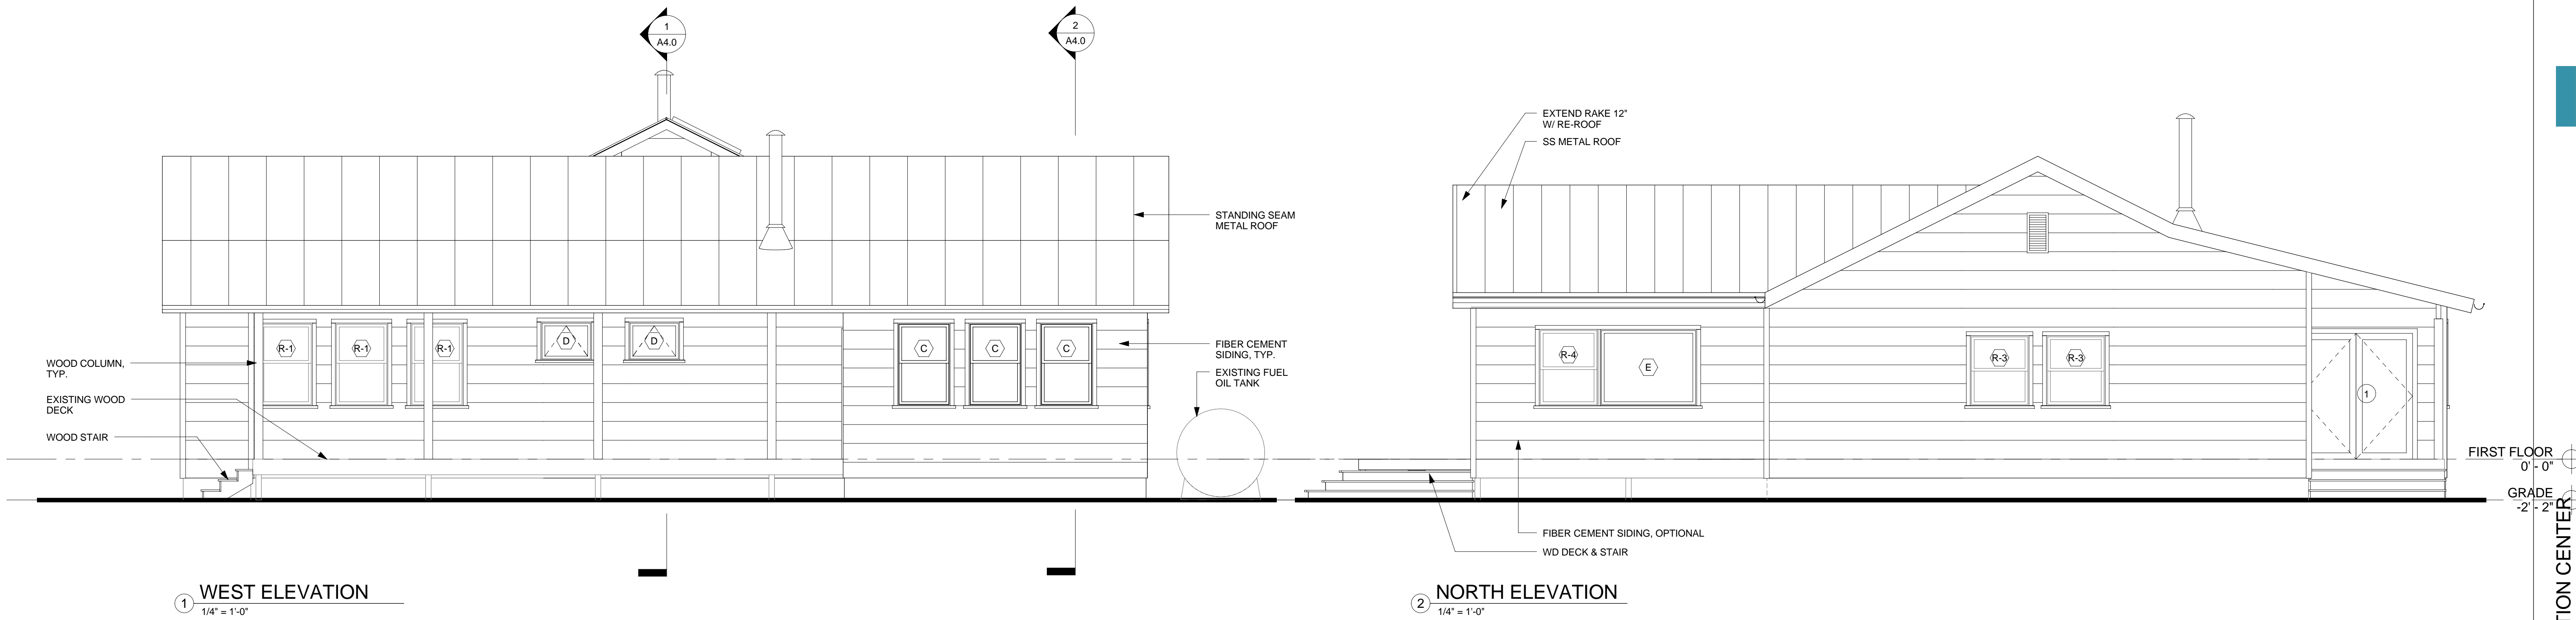 1
A4.0
2
A4.0
EXTEND RAKE 12"
W/ RE-ROOF
SS METAL ROOF
STANDING SEAM
METAL ROOF
R-1
R-1
R-1
D
D
C
C
C
WOOD COLUMN,
TYP.
EXISTING WOOD
DECK
WOOD STAIR
FIBER CEMENT
SIDING, TYP.
EXISTING FUEL
OIL TANK
R-4
E
R-3
R-3
1
FIRST FLOOR
0' - 0"
GRADE
-2' - 2"
FIBER CEMENT SIDING, OPTIONAL
WD DECK & STAIR
1
WEST ELEVATION
1/4" = 1'-0"
2
NORTH ELEVATION
1/4" = 1'-0"
TION CENTER